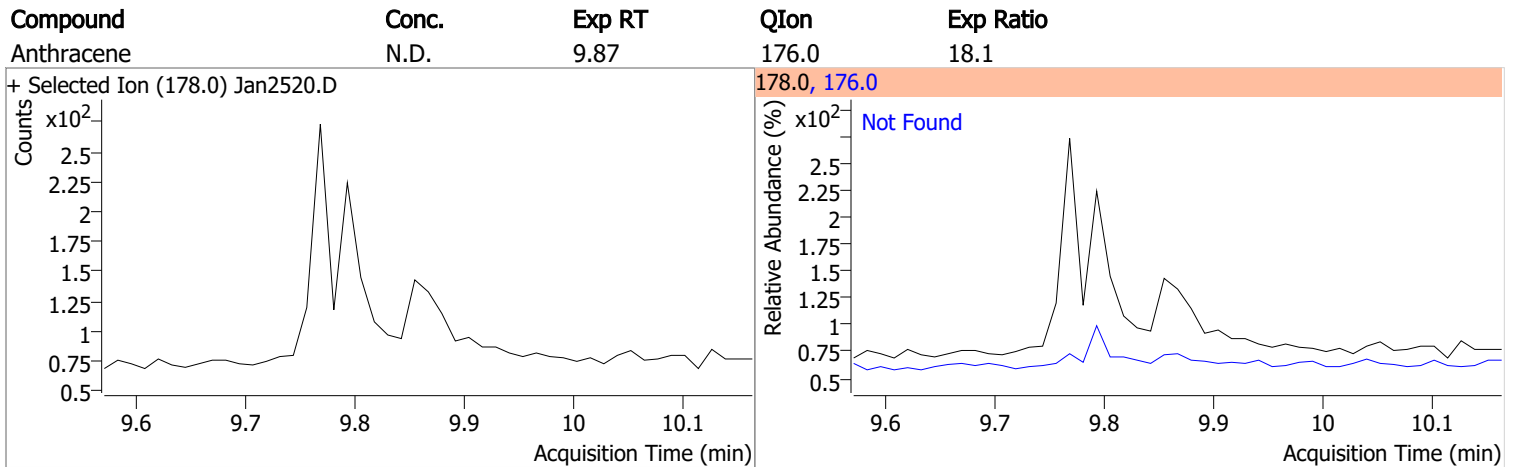 Compound Conc. Exp RT QIon Exp Ratio
Anthracene N.D. 9.87 176.0 18.1
+ Selected Ion (178.0) Jan2520.D
Counts
x10²
2.5
2.25
2
1.75
1.5
1.25
1
0.75
0.5
9.6 9.7 9.8 9.9 10 10.1
Acquisition Time (min)
178.0, 176.0
Relative Abundance (%)
x10²
Not Found
2.5
2.25
2
1.75
1.5
1.25
1
0.75
0.5
9.6 9.7 9.8 9.9 10 10.1
Acquisition Time (min)